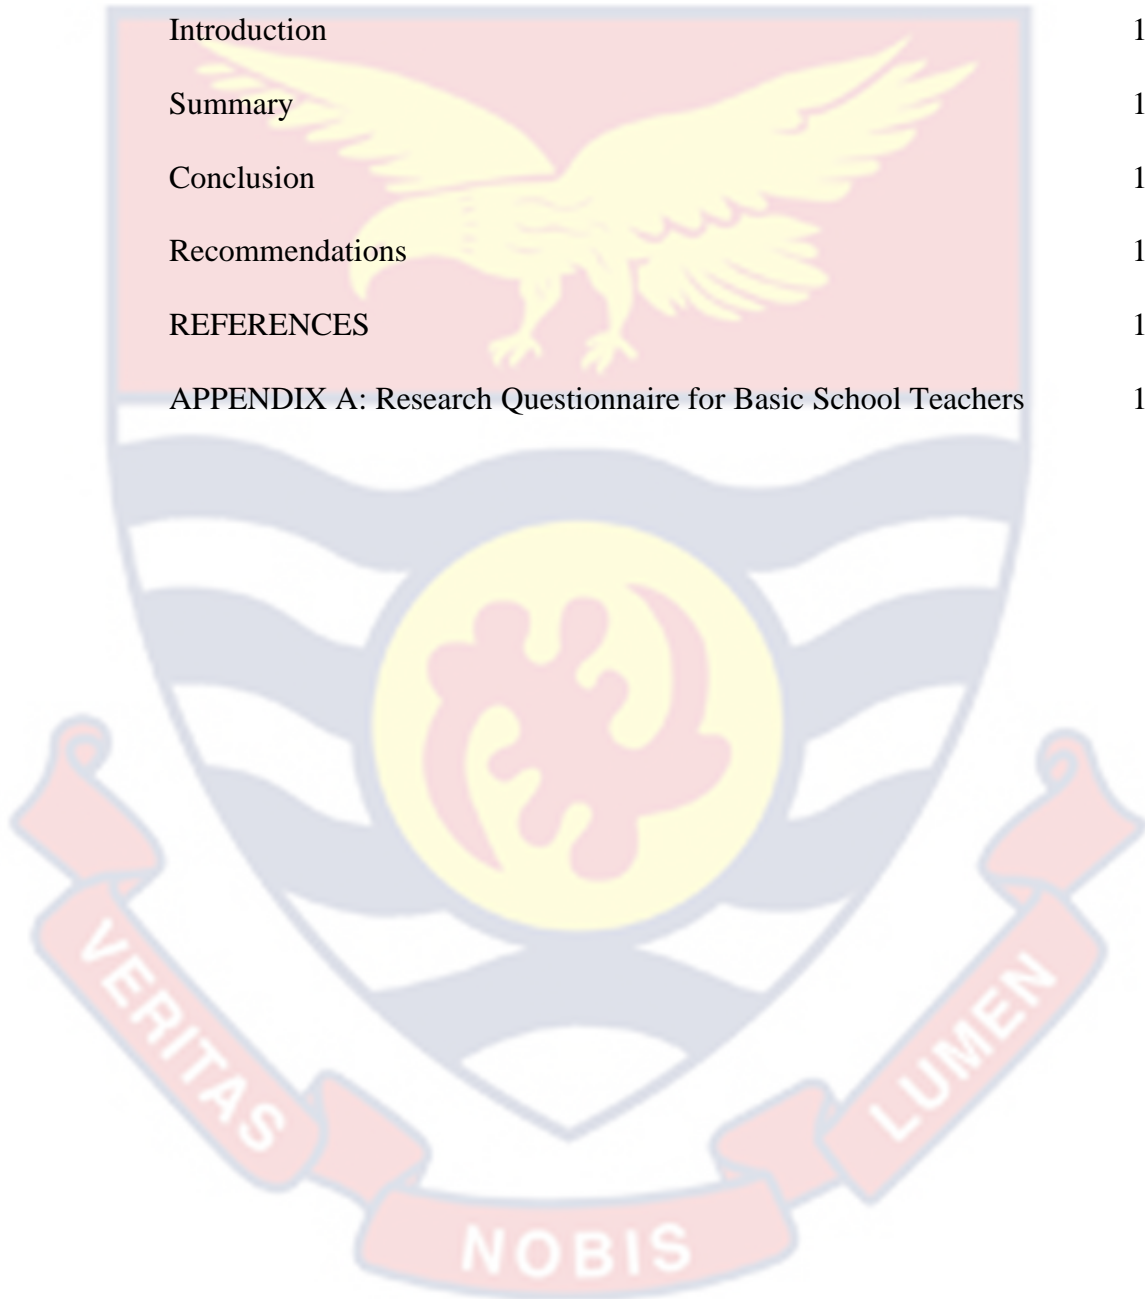 Introduction 1
Summary 1
Conclusion 1
Recommendations 1
REFERENCES 1
APPENDIX A: Research Questionnaire for Basic School Teachers 1
VERITAS
NOBIS
LUMEN